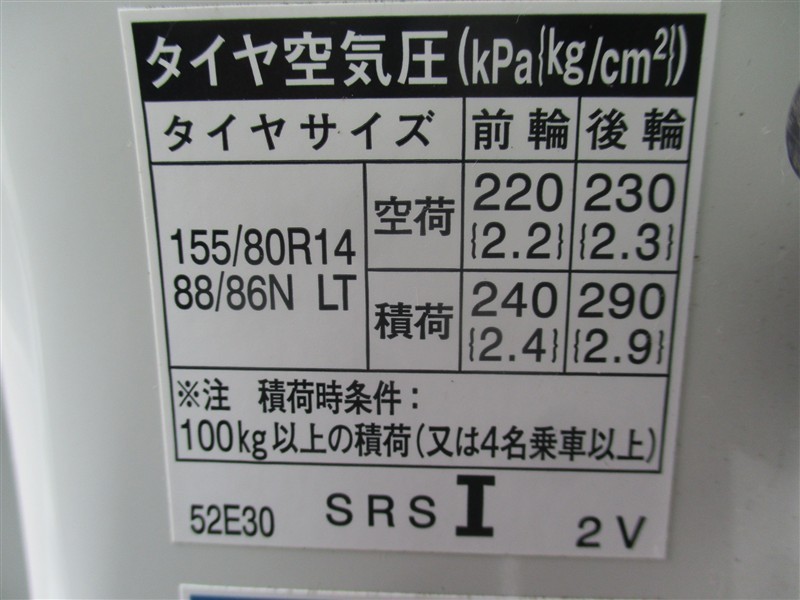 タイヤ空気圧(kPa{kg/cm²})
タイヤサイズ 前輪 後輪
155/80R14
88/86N LT
空荷 220 230
{2.2} {2.3}
積荷 240 290
{2.4} {2.9}
※注 積荷時条件：
100kg以上の積荷(又は4名乗車以上)
52E30 SRS I 2V